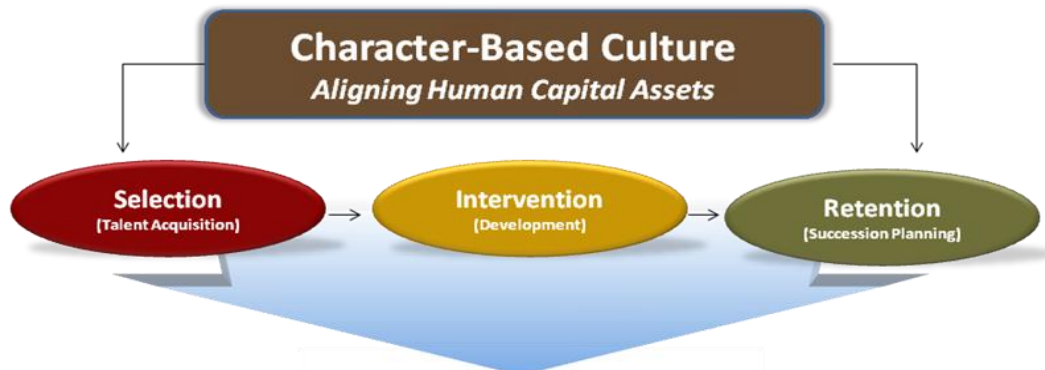 Character-Based Culture
Aligning Human Capital Assets
Selection
(Talent Acquisition)
Intervention
(Development)
Retention
(Succession Planning)